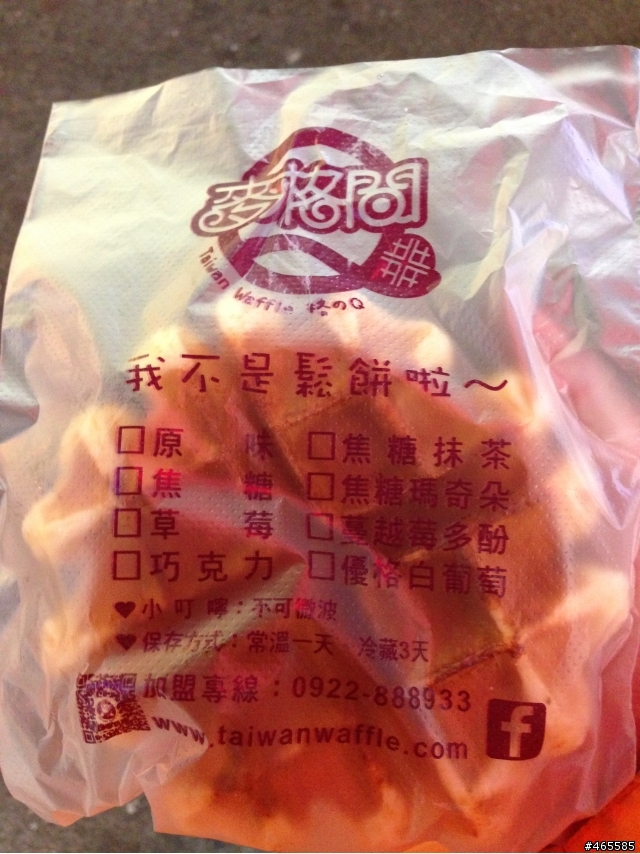 麥格問
Taiwan Waffle 格のQ
我不是鬆餅啦～
□原味 □焦糖抹茶
□焦糖 □焦糖瑪奇朵
□草莓 □蔓越莓多酚
□巧克力 □優格白葡萄
♥小叮嚀：不可微波
♥保存方式：常溫一天 冷藏3天
加盟專線：0922-888933
www.taiwanwaffle.com
f
#465585